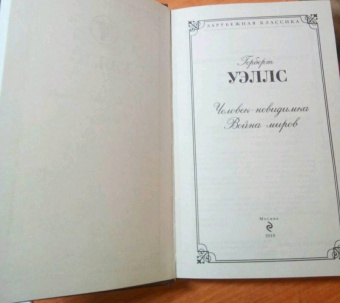 ЗАРУБЕЖНАЯ КЛАССИКА
Герберт
УЭЛЛС
Человек-невидимка
Война миров
Москва